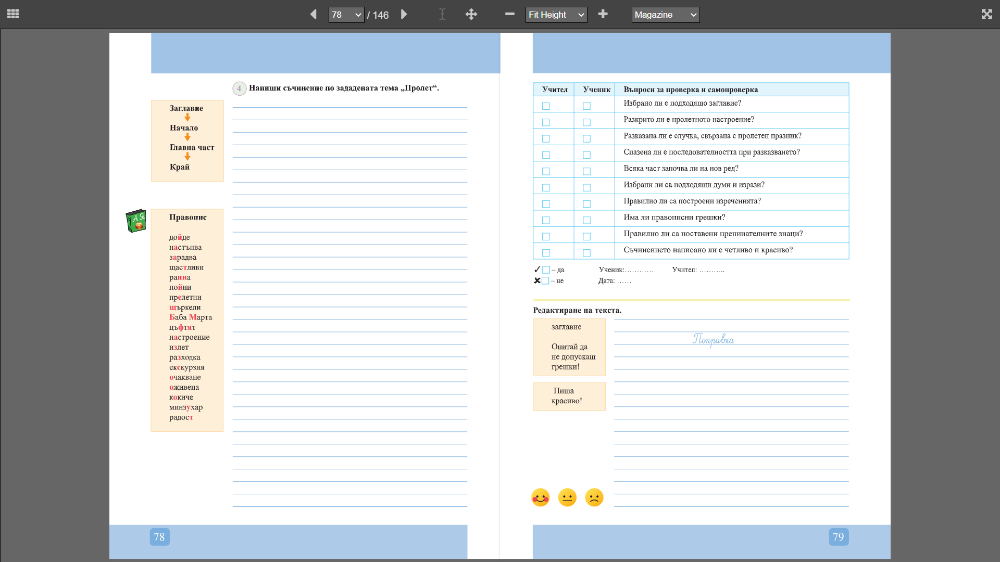 78 / 146 Fit Height Magazine
4 Напиши съчинение по зададената тема „Пролет“.
Заглавие
Начало
Главна част
Край
А Я
Правопис
дойде
настъпва
зарадва
щастливи
ранна
пойни
прелетни
щъркели
Баба Марта
цъфтят
настроение
излет
разходка
екскурзия
очакване
оживена
кокиче
минзухар
радост
78
Учител Ученик Въпроси за проверка и самопроверка
Избрано ли е подходящо заглавие?
Разкрито ли е пролетното настроение?
Разказана ли е случка, свързана с пролетен празник?
Спазена ли е последователността при разказването?
Всяка част започва ли на нов ред?
Избрани ли са подходящи думи и изрази?
Правилно ли са построени изреченията?
Има ли правописни грешки?
Правилно ли са поставени препинателните знаци?
Съчинението написано ли е четливо и красиво?
✓ □ – да Ученик:………… Учител: ………..
✘ □ – не Дата: ……
Редактиране на текста.
заглавие
Опитай да
не допускаш
грешки!
Пиша
красиво!
Поправка
79